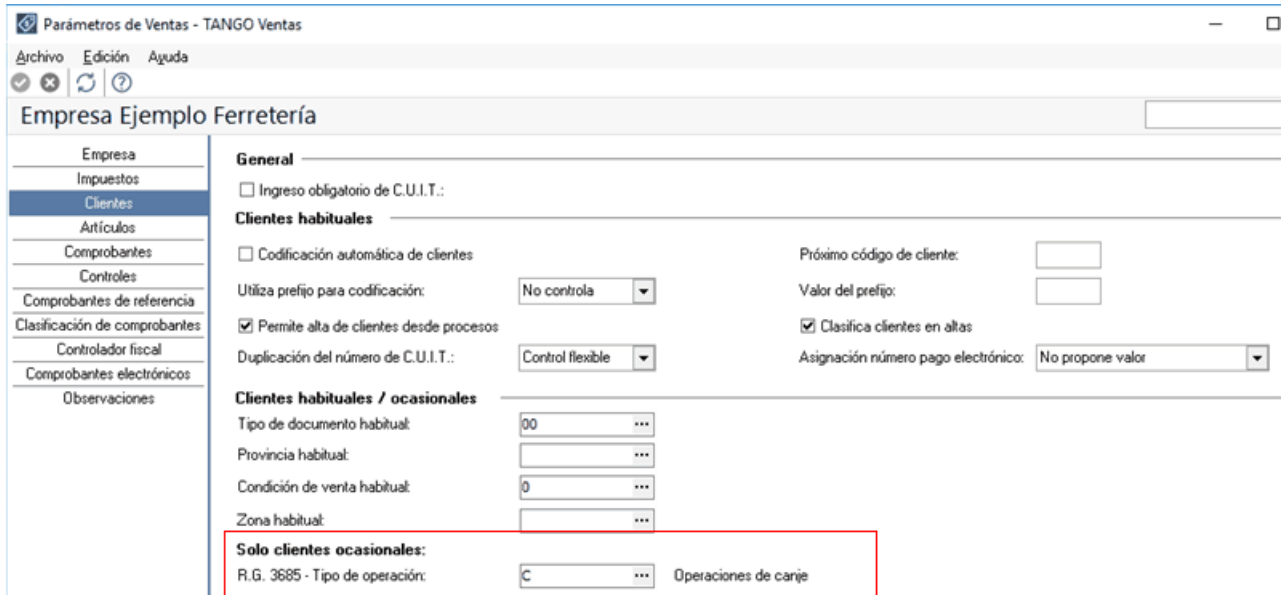 Parámetros de Ventas - TANGO Ventas
Archivo Edición Ayuda
Empresa Ejemplo Ferretería
Empresa
Impuestos
Clientes
Artículos
Comprobantes
Controles
Comprobantes de referencia
Clasificación de comprobantes
Controlador fiscal
Comprobantes electrónicos
Observaciones
General
Ingreso obligatorio de C.U.I.T.:
Clientes habituales
Codificación automática de clientes Próximo código de cliente:
Utiliza prefijo para codificación: No controla Valor del prefijo:
Permite alta de clientes desde procesos Clasifica clientes en altas
Duplicación del número de C.U.I.T.: Control flexible Asignación número pago electrónico: No propone valor
Clientes habituales / ocasionales
Tipo de documento habitual: 00
Provincia habitual:
Condición de venta habitual: 0
Zona habitual:
Solo clientes ocasionales:
R.G. 3685 - Tipo de operación: C Operaciones de canje